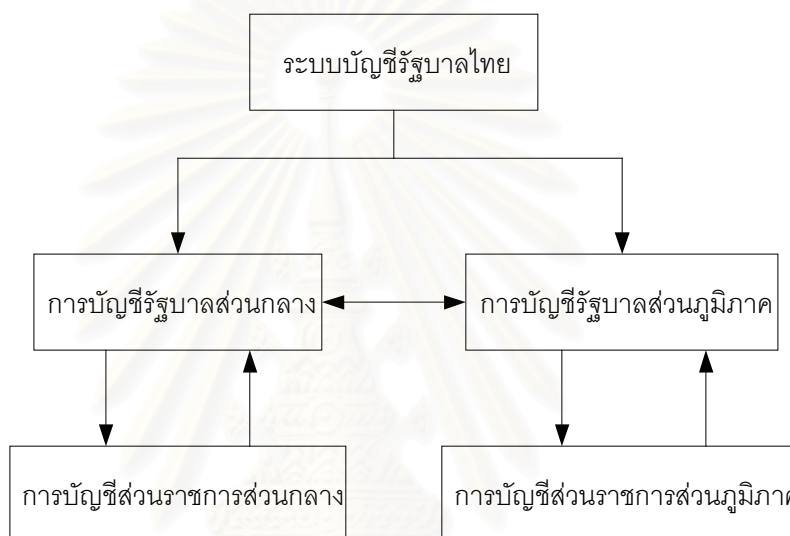 ระบบบัญชีรัฐบาลไทย
การบัญชีรัฐบาลส่วนกลาง
การบัญชีรัฐบาลส่วนภูมิภาค
การบัญชีส่วนราชการส่วนกลาง
การบัญชีส่วนราชการส่วนภูมิภาค